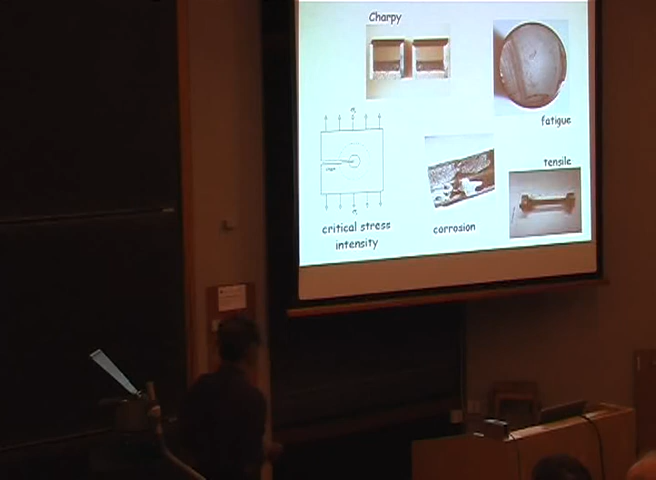 Charpy
fatigue
tensile
critical stress
intensity
corrosion